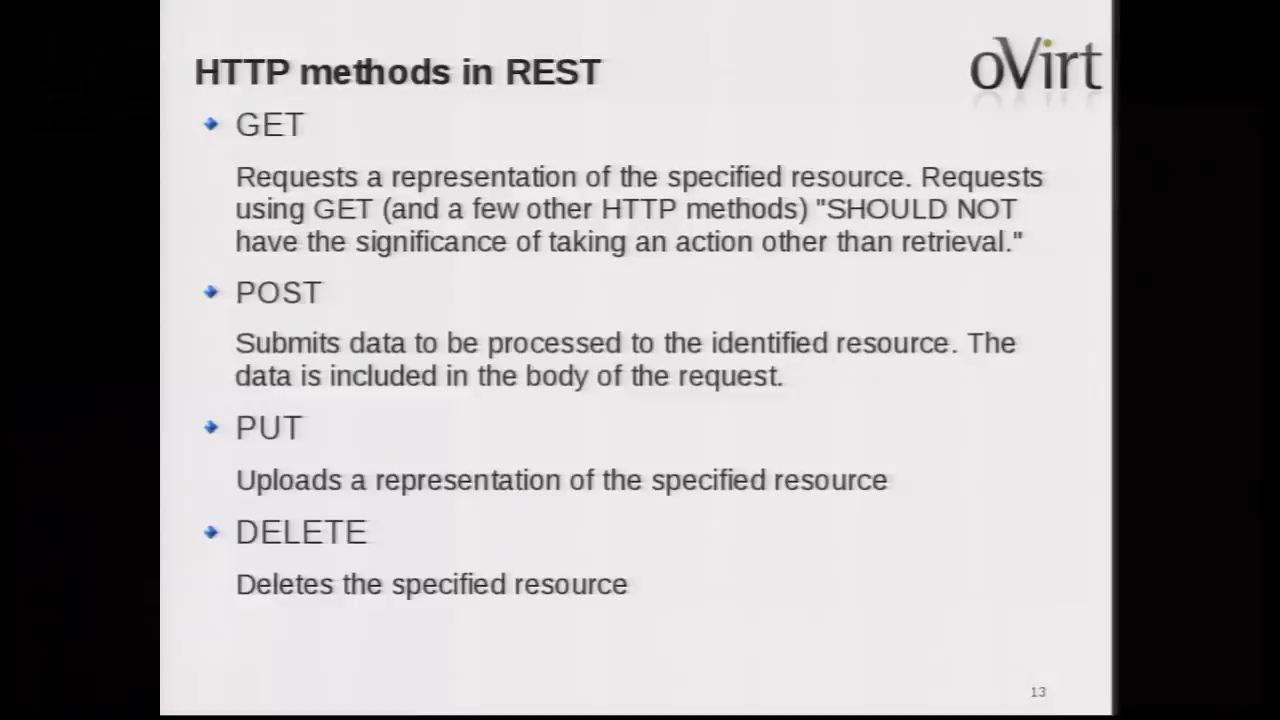 HTTP methods in REST
oVirt
GET
Requests a representation of the specified resource. Requests
using GET (and a few other HTTP methods) "SHOULD NOT
have the significance of taking an action other than retrieval."
POST
Submits data to be processed to the identified resource. The
data is included in the body of the request.
PUT
Uploads a representation of the specified resource
DELETE
Deletes the specified resource
13